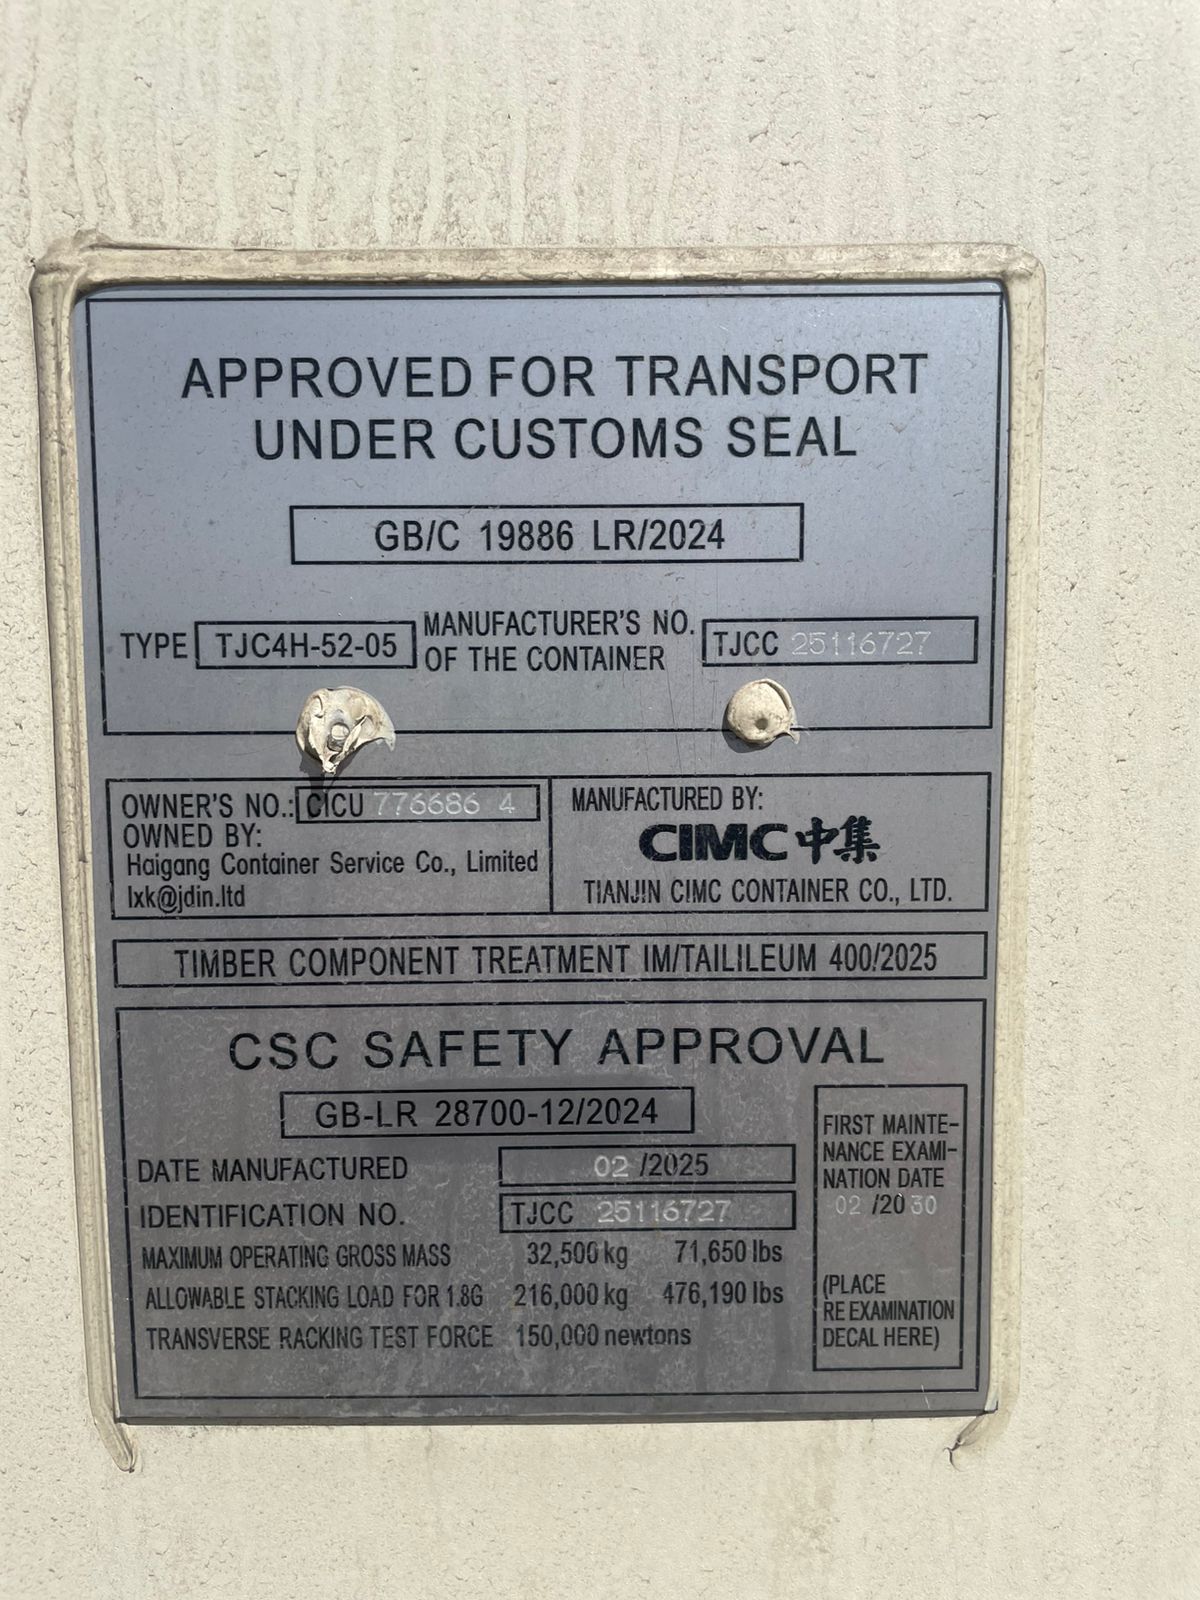 APPROVED FOR TRANSPORT
UNDER CUSTOMS SEAL
GB/C 19886 LR/2024
TYPE TJC4H-52-05
MANUFACTURER'S NO.
OF THE CONTAINER
TJCC 25116727
OWNER'S NO.: CICU 776686 4
OWNED BY:
Haigang Container Service Co., Limited
lxk@jdin.ltd
MANUFACTURED BY:
CIMC中集
TIANJIN CIMC CONTAINER CO., LTD.
TIMBER COMPONENT TREATMENT IM/TAILILEUM 400/2025
CSC SAFETY APPROVAL
GB-LR 28700-12/2024
DATE MANUFACTURED 02 /2025
IDENTIFICATION NO. TJCC 25116727
MAXIMUM OPERATING GROSS MASS 32,500 kg 71,650 lbs
ALLOWABLE STACKING LOAD FOR 1.8G 216,000 kg 476,190 lbs
TRANSVERSE RACKING TEST FORCE 150,000 newtons
FIRST MAINTE-
NANCE EXAMI-
NATION DATE
02 /20 30
(PLACE
RE EXAMINATION
DECAL HERE)